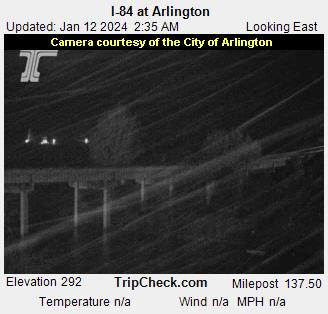 I-84 at Arlington
Updated: Jan 12 2024 2:35 AM Looking East
Camera courtesy of the City of Arlington
Elevation 292 TripCheck.com Milepost 137.50
Temperature n/a Wind n/a MPH n/a